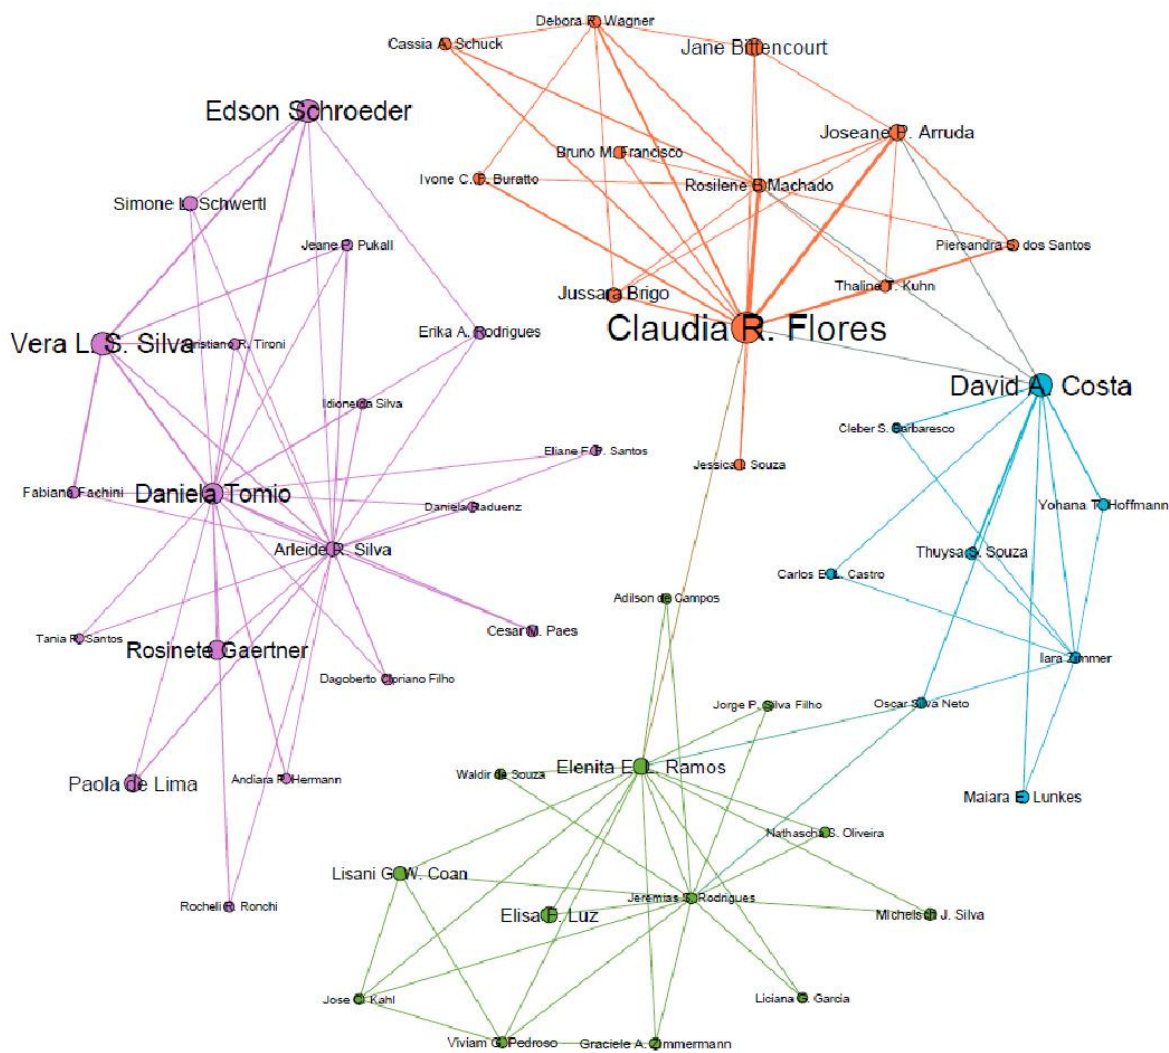 Debora R. Wagner
Cassia A. Schuck
Jane Bittencourt
Edson Schroeder
Joseane P. Arruda
Bruno M. Francisco
Ivone C. F. Buratto
Rosilene B Machado
Simone L. Schwertl
Jeane P. Pukall
Piersandra S. dos Santos
Thaline T. Kuhn
Jussara Brigo
Claudia R. Flores
Erika A. Rodrigues
Vera L. S. Silva
Cristiano R. Tironi
David A. Costa
Idioneida Silva
Cleber S. Barbaresco
Eliane F. P. Santos
Jessica I. Souza
Fabiana Fachini
Daniela Tomio
Daniela Raduenz
Yohana T. Hoffmann
Arleide R. Silva
Thuysa S. Souza
Carlos E. L. Castro
Adilson de Campos
Tania R. Santos
Rosinete Gaertner
Cesar M. Paes
Ilara Zimmer
Dagoberto Cipriano Filho
Jorge P. Silva Filho
Oscar Silva Neto
Waldir de Souza
Elenita E. L. Ramos
Paola de Lima
Andiara P. Hermann
Maiara E. Lunkes
Nathascha S. Oliveira
Lisani G. W. Coan
Rocheli R. Ronchi
Elisa F. Luz
Jeremias S. Rodrigues
Michelsch J. Silva
Jose C. Kahl
Liciana G. Garcia
Viviam G. Pedroso
Graciele A. Zimmermann